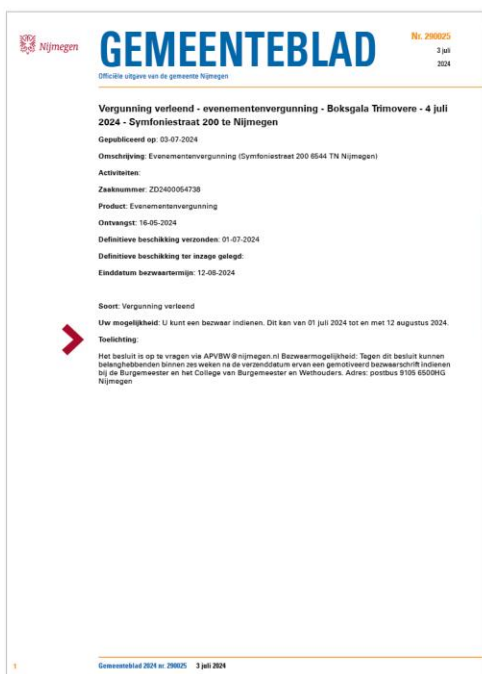 Nijmegen
GEMEENTEBLAD
Officiële uitgave van de gemeente Nijmegen
Nr. 290025
3 juli
2024
Vergunning verleend - evenementenvergunning - Boksgala Trimovere - 4 juli
2024 - Symfoniestraat 200 te Nijmegen
Gepubliceerd op: 03-07-2024
Omschrijving: Evenementenvergunning (Symfoniestraat 200 6544 TN Nijmegen)
Activiteiten:
Zaaknummer: ZD2400054738
Product: Evenementenvergunning
Ontvangst: 16-05-2024
Definitieve beschikking verzonden: 01-07-2024
Definitieve beschikking ter inzage gelegd:
Einddatum bezwaartermijn: 12-08-2024
Soort: Vergunning verleend
Uw mogelijkheid: U kunt een bezwaar indienen. Dit kan van 01 juli 2024 tot en met 12 augustus 2024.
Toelichting:
Het besluit is op te vragen via APVBW@nijmegen.nl Bezwaarmogelijkheid: Tegen dit besluit kunnen
belanghebbenden binnen zes weken na de verzenddatum ervan een gemotiveerd bezwaarschrift indienen
bij de Burgemeester en het College van Burgemeester en Wethouders. Adres: postbus 9105 6500HG
Nijmegen
1
Gemeenteblad 2024 nr. 290025 3 juli 2024